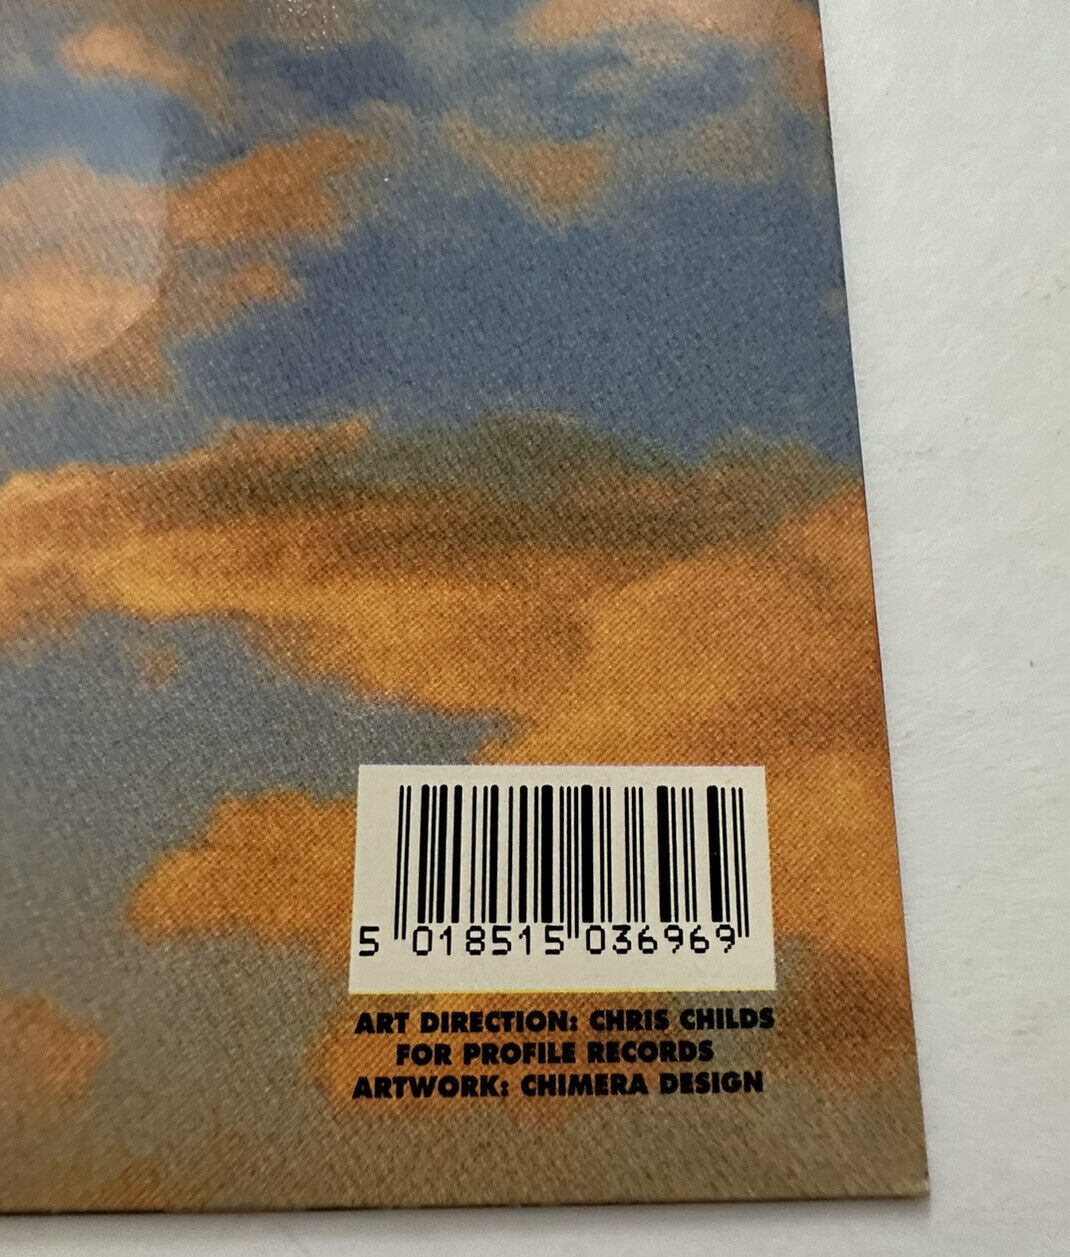 5 018515 036969
ART DIRECTION: CHRIS CHILDS
FOR PROFILE RECORDS
ARTWORK: CHIMERA DESIGN